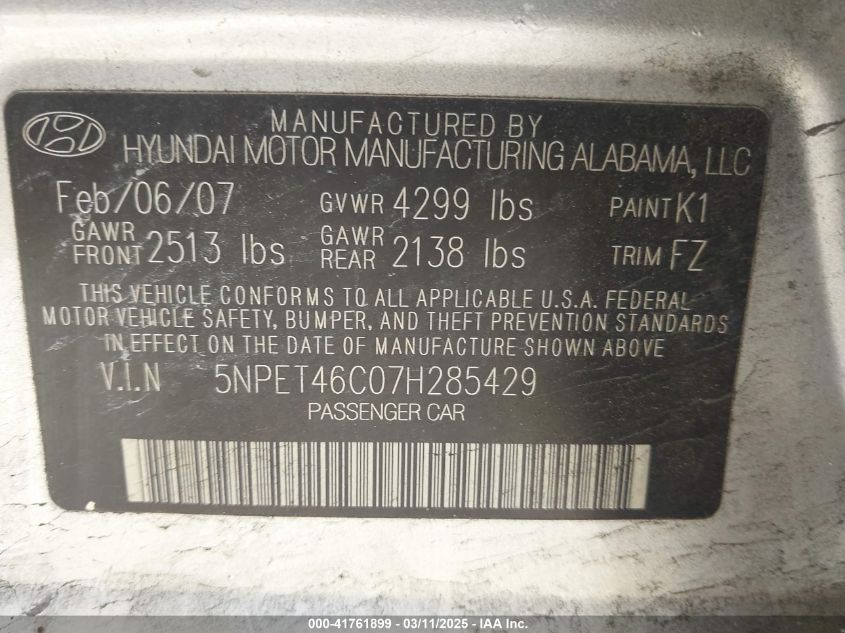 MANUFACTURED BY
HYUNDAI MOTOR MANUFACTURING ALABAMA, LLC
Feb/06/07 GVWR 4299 lbs PAINT K1
GAWR FRONT 2513 lbs GAWR REAR 2138 lbs TRIM FZ
THIS VEHICLE CONFORMS TO ALL APPLICABLE U.S.A. FEDERAL
MOTOR VEHICLE SAFETY, BUMPER, AND THEFT PREVENTION STANDARDS
IN EFFECT ON THE DATE OF MANUFACTURE SHOWN ABOVE
V.I.N 5NPET46C07H285429
PASSENGER CAR
000-41761899 - 03/11/2025 - IAA Inc.